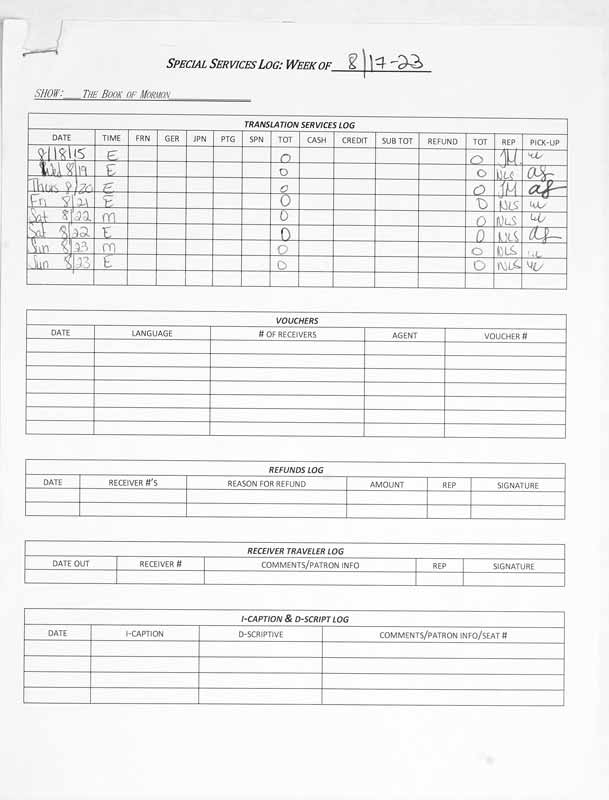 SPECIAL SERVICES LOG: WEEK OF 8/17-23
SHOW: THE BOOK OF MORMON
TRANSLATION SERVICES LOG
DATE TIME FRN GER JPN PTG SPN TOT CASH CREDIT SUB TOT REFUND TOT REP PICK-UP
8/18/15 E 0 0 JM
Wed 8/19 E 0 0 NLS as
Thurs 8/20 E 0 0 JM as
Fri 8/21 E 0 0 NLS
Sat 8/22 M 0 0 NLS
Sat 8/22 E 0 0 NLS as
Sun 8/23 M 0 0 NLS
Sun 8/23 E 0 0 NLS
VOUCHERS
DATE LANGUAGE # OF RECEIVERS AGENT VOUCHER #
REFUNDS LOG
DATE RECEIVER #'S REASON FOR REFUND AMOUNT REP SIGNATURE
RECEIVER TRAVELER LOG
DATE OUT RECEIVER # COMMENTS/PATRON INFO REP SIGNATURE
I-CAPTION & D-SCRIPT LOG
DATE I-CAPTION D-SCRIPTIVE COMMENTS/PATRON INFO/SEAT #